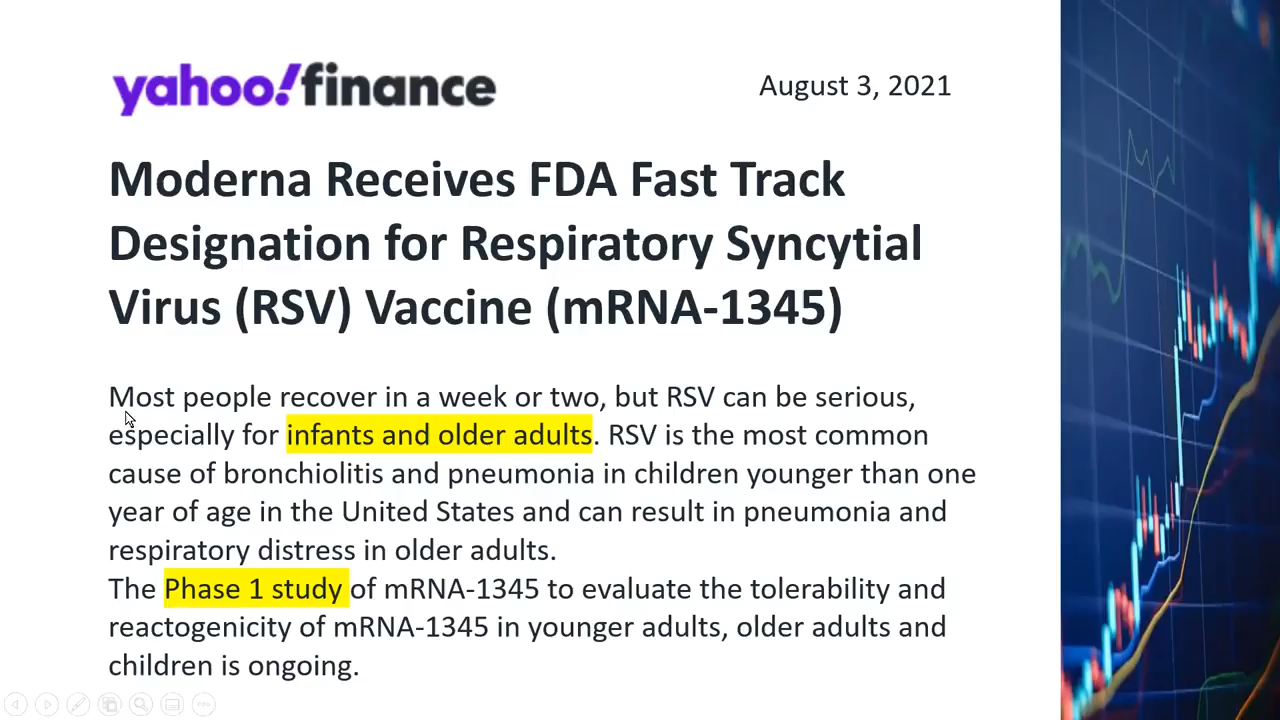 yahoo!finance
August 3, 2021
Moderna Receives FDA Fast Track
Designation for Respiratory Syncytial
Virus (RSV) Vaccine (mRNA-1345)
Most people recover in a week or two, but RSV can be serious,
especially for infants and older adults. RSV is the most common
cause of bronchiolitis and pneumonia in children younger than one
year of age in the United States and can result in pneumonia and
respiratory distress in older adults.
The Phase 1 study of mRNA-1345 to evaluate the tolerability and
reactogenicity of mRNA-1345 in younger adults, older adults and
children is ongoing.